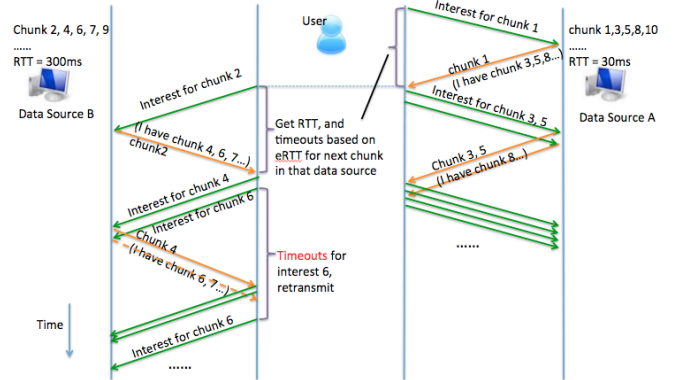 User
Chunk 2, 4, 6, 7, 9
......
RTT = 300ms
Data Source B
chunk 1,3,5,8,10
......
RTT = 30ms
Data Source A
Interest for chunk 1
chunk 1
(I have chunk 3,5,8...)
Interest for chunk 2
Interest for chunk 3, 5
(I have chunk 4, 6, 7...)
chunk2
Get RTT, and
timeouts based on
eRTT for next chunk
in that data source
Chunk 3, 5
(I have chunk 8...)
Interest for chunk 4
Interest for chunk 6
Chunk 4
(I have chunk 6, 7...)
......
Timeouts for
interest 6,
retransmit
Time
Interest for chunk 6
......